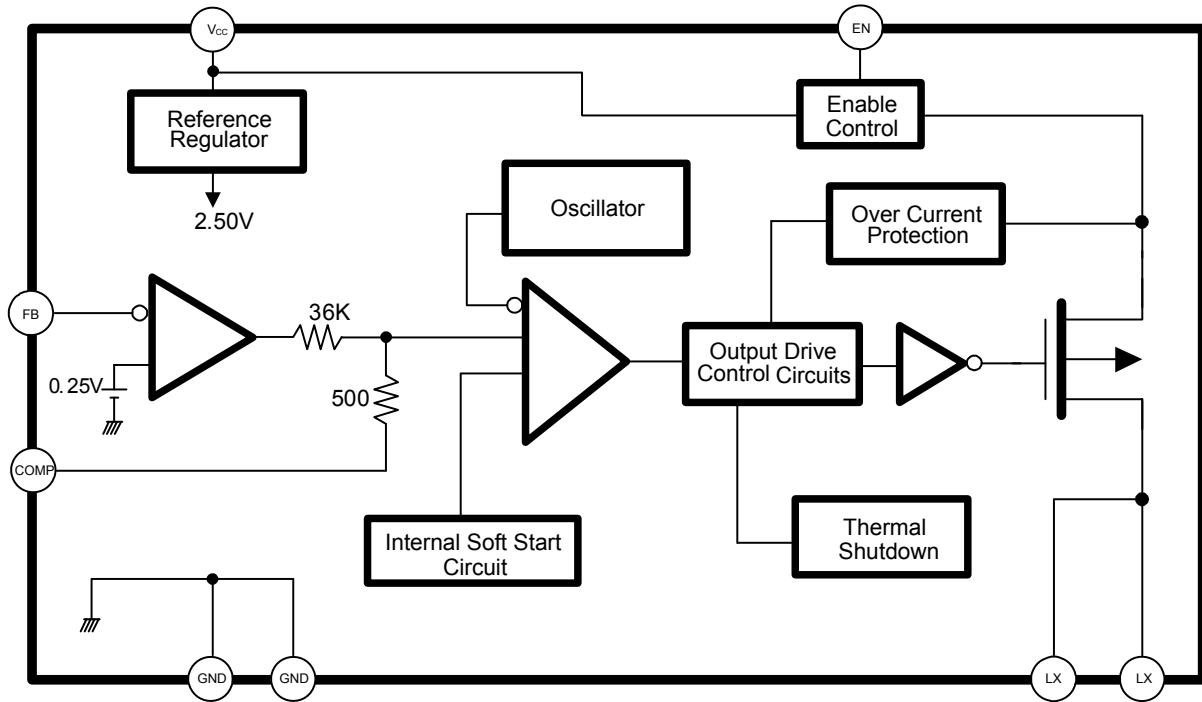 Vcc
EN
Reference
Regulator
Enable
Control
2.50V
Oscillator
Over Current
Protection
FB
36K
0.25V
500
Output Drive
Control Circuits
COMP
Internal Soft Start
Circuit
Thermal
Shutdown
GND
GND
LX
LX